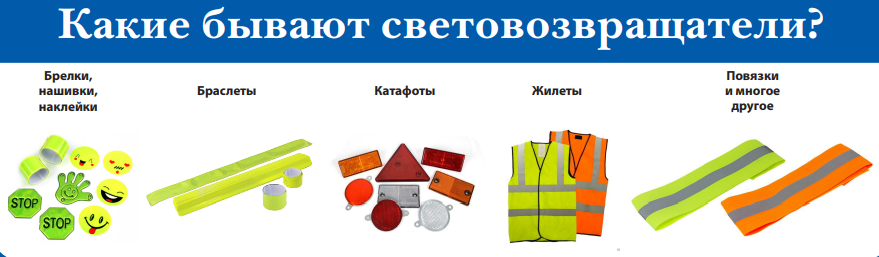 Какие бывают световозвращатели?
Брелки,
нашивки,
наклейки
Браслеты
Катафоты
Жилеты
Повязки
и многое
другое
STOP
STOP